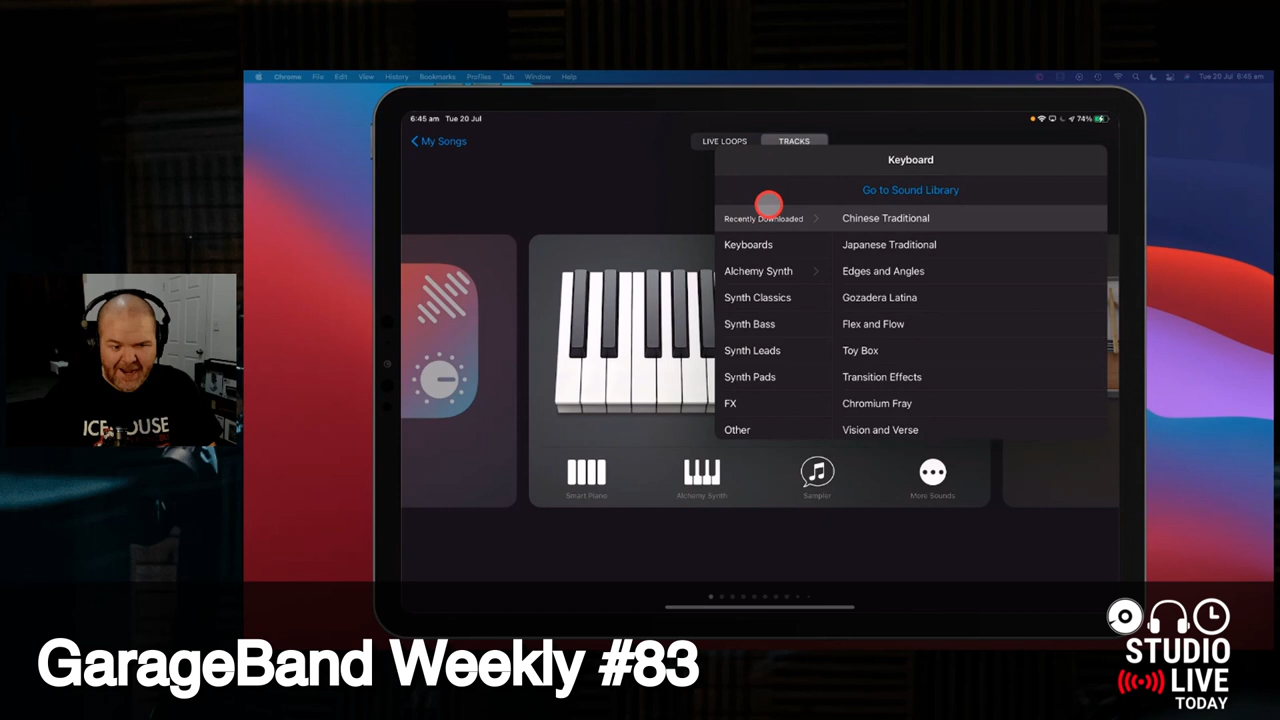 Chrome File Edit View History Bookmarks Profiles Tab Window Help
Tue 20 Jul 6:45 am
6:45 am Tue 20 Jul
74%
My Songs
LIVE LOOPS
TRACKS
Keyboard
Go to Sound Library
Recently Downloaded
Chinese Traditional
Keyboards
Japanese Traditional
Alchemy Synth
Edges and Angles
Synth Classics
Gozadera Latina
Synth Bass
Flex and Flow
Synth Leads
Toy Box
Synth Pads
Transition Effects
FX
Chromium Fray
Other
Vision and Verse
Smart Piano
Alchemy Synth
Sampler
More Sounds
ICEHOUSE
GarageBand Weekly #83
STUDIO
LIVE
TODAY